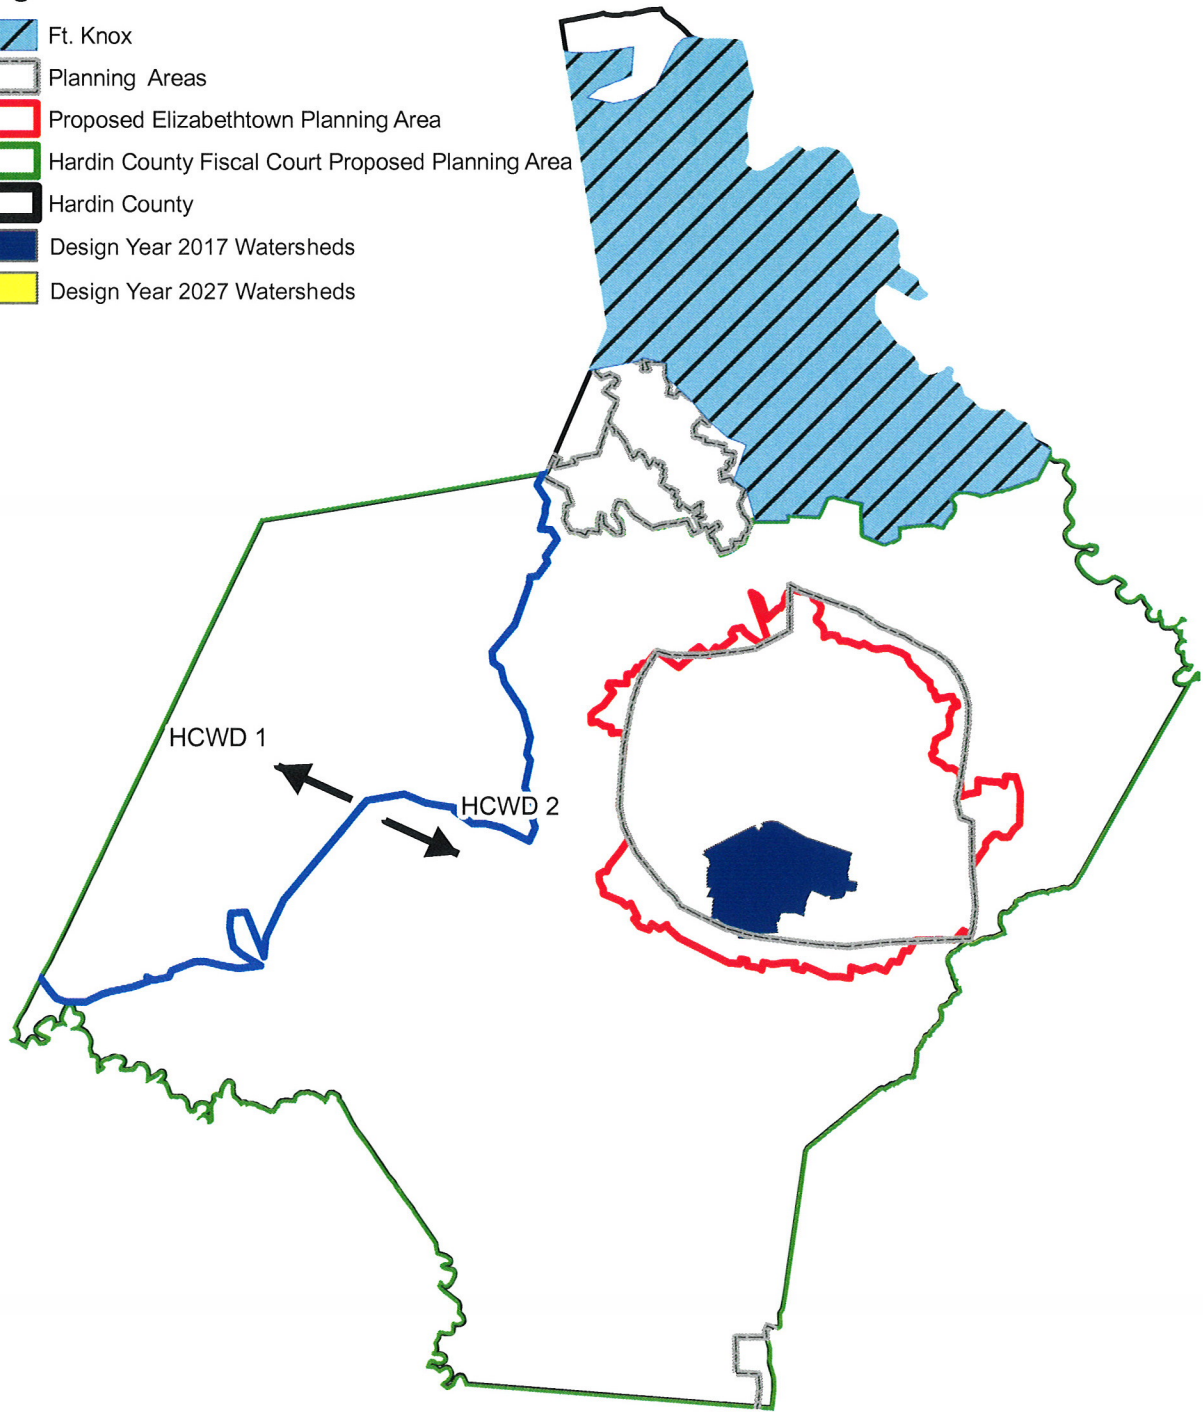 Ft. Knox
Planning Areas
Proposed Elizabethtown Planning Area
Hardin County Fiscal Court Proposed Planning Area
Hardin County
Design Year 2017 Watersheds
Design Year 2027 Watersheds
HCWD 1
HCWD 2